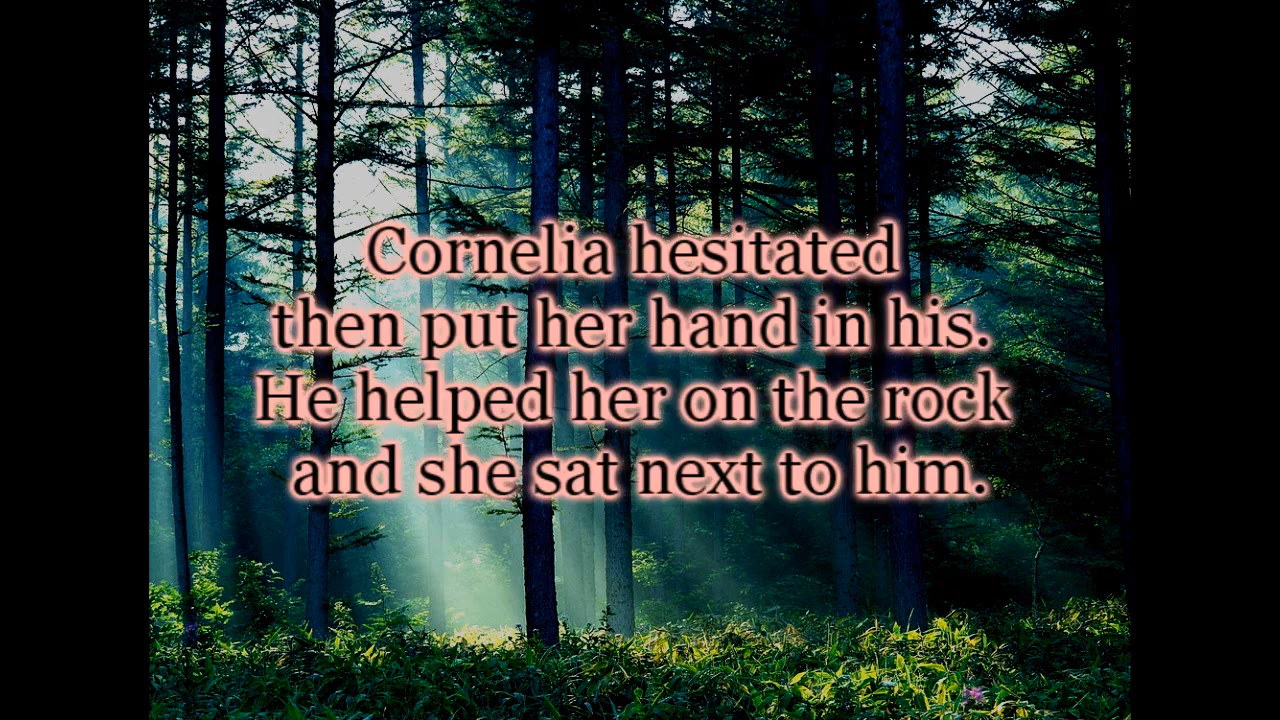 Cornelia hesitated
then put her hand in his.
He helped her on the rock
and she sat next to him.